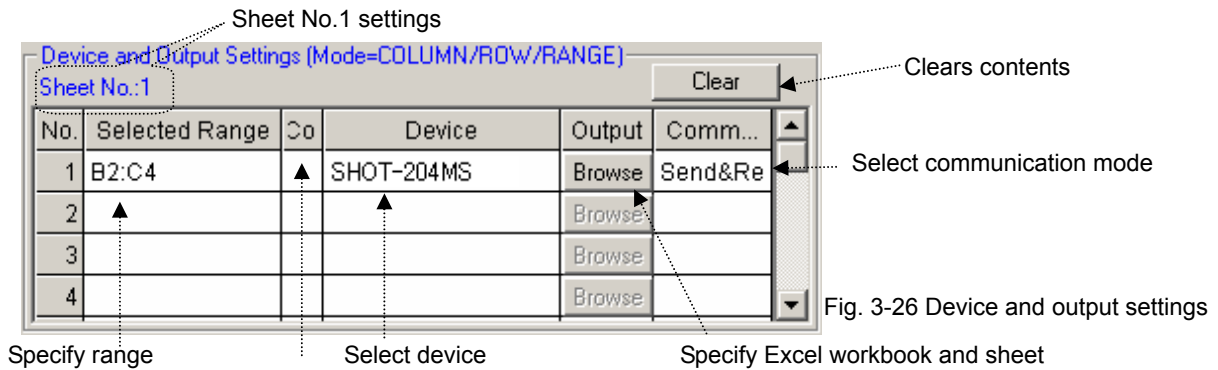 Sheet No.1 settings
Device and Output Settings (Mode=COLUMN/ROW/RANGE)
Sheet No.:1
Clear
Clears contents
No. Selected Range Co Device Output Comm...
1 B2:C4 SHOT-204MS Browse Send&Re
Select communication mode
2 Browse
3 Browse
4 Browse
Fig. 3-26 Device and output settings
Specify range Select device Specify Excel workbook and sheet